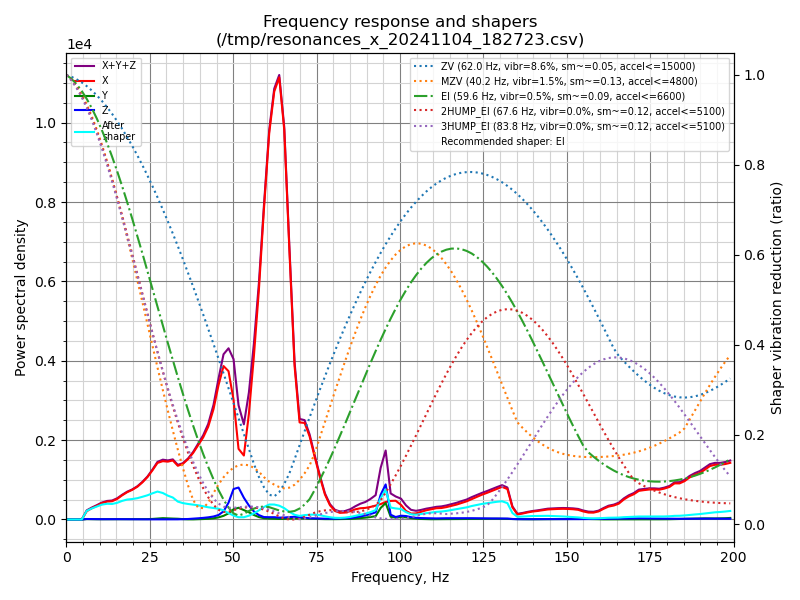 Frequency response and shapers
(/tmp/resonances_x_20241104_182723.csv)
1e4
X+Y+Z
X
Y
Z
After
shaper
ZV (62.0 Hz, vibr=8.6%, sm~=0.05, accel<=15000)
MZV (40.2 Hz, vibr=1.5%, sm~=0.13, accel<=4800)
EI (59.6 Hz, vibr=0.5%, sm~=0.09, accel<=6600)
2HUMP_EI (67.6 Hz, vibr=0.0%, sm~=0.12, accel<=5100)
3HUMP_EI (83.8 Hz, vibr=0.0%, sm~=0.12, accel<=5100)
Recommended shaper: EI
Power spectral density
1.0
0.8
0.6
0.4
0.2
0.0
1.0
0.8
0.6
0.4
0.2
0.0
Shaper vibration reduction (ratio)
0 25 50 75 100 125 150 175 200
Frequency, Hz